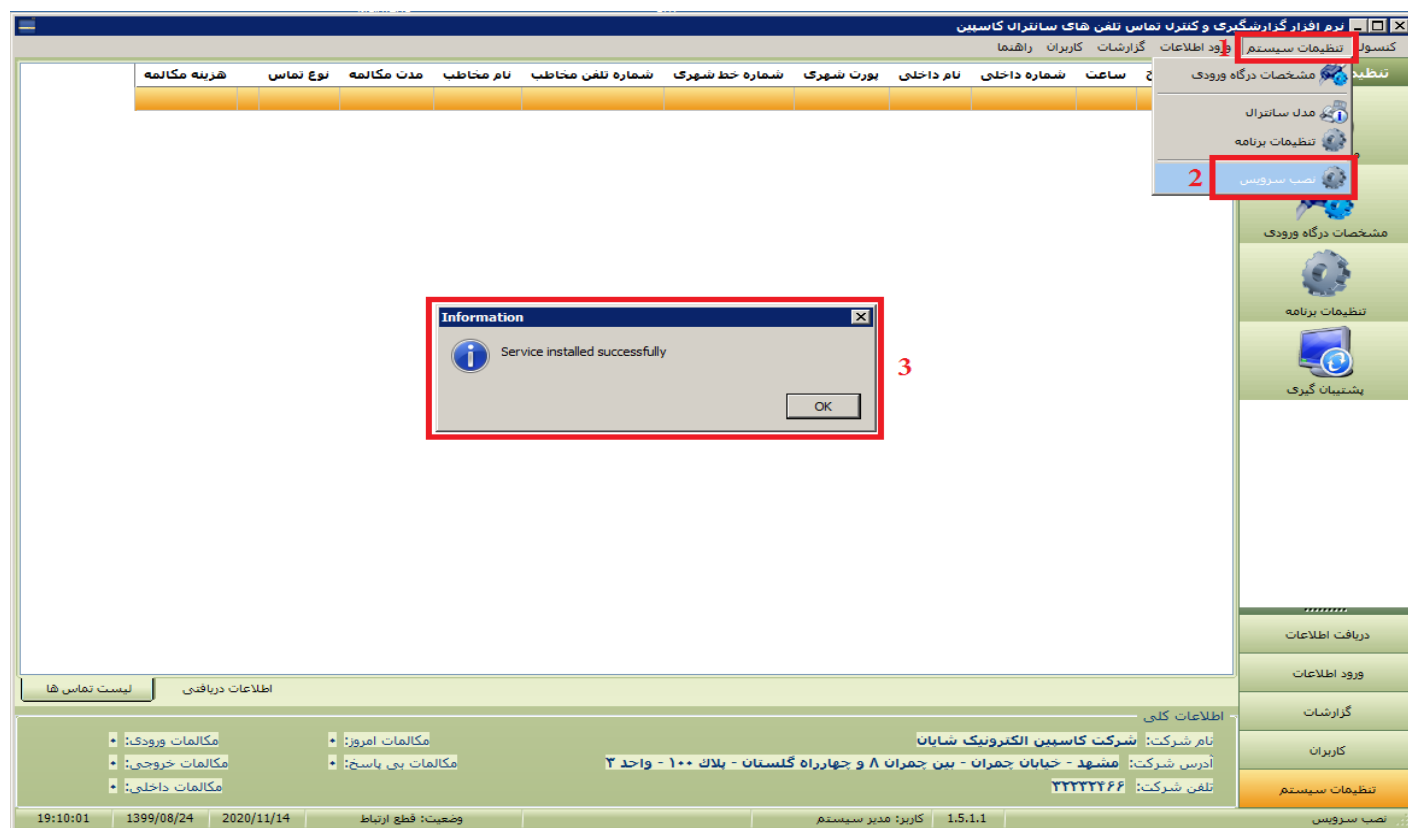 نرم افزار گزارشگیری و کنترل تماس تلفن های سانترال کاسپین
کنسول تنظیمات سیستم ورود اطلاعات گزارشات کاربران راهنما
1
ساعت شماره داخلی نام داخلی پورت شهری شماره خط شهری شماره تلفن مخاطب نام مخاطب مدت مکالمه نوع تماس هزینه مکالمه
مشخصات درگاه ورودی
مدل سانترال
تنظیمات برنامه
نصب سرویس
2
مشخصات درگاه ورودی
تنظیمات برنامه
پشتیبان گیری
Information
Service installed successfully
OK
3
دریافت اطلاعات
ورود اطلاعات
گزارشات
کاربران
تنظیمات سیستم
اطلاعات دریافتی لیست تماس ها
اطلاعات کلی
نام شرکت: شرکت کاسپین الکترونیک شایان مکالمات امروز: ۰ مکالمات ورودی: ۰
آدرس شرکت: مشهد - خیابان چمران - بین چمران ۸ و چهارراه گلستان - پلاک ۱۰۰ - واحد ۳ مکالمات بی پاسخ: ۰ مکالمات خروجی: ۰
تلفن شرکت: ۳۲۲۳۲۴۶۶ مکالمات داخلی: ۰
نصب سرویس 1.5.1.1 کاربر: مدیر سیستم وضعیت: قطع ارتباط 2020/11/14 1399/08/24 19:10:01